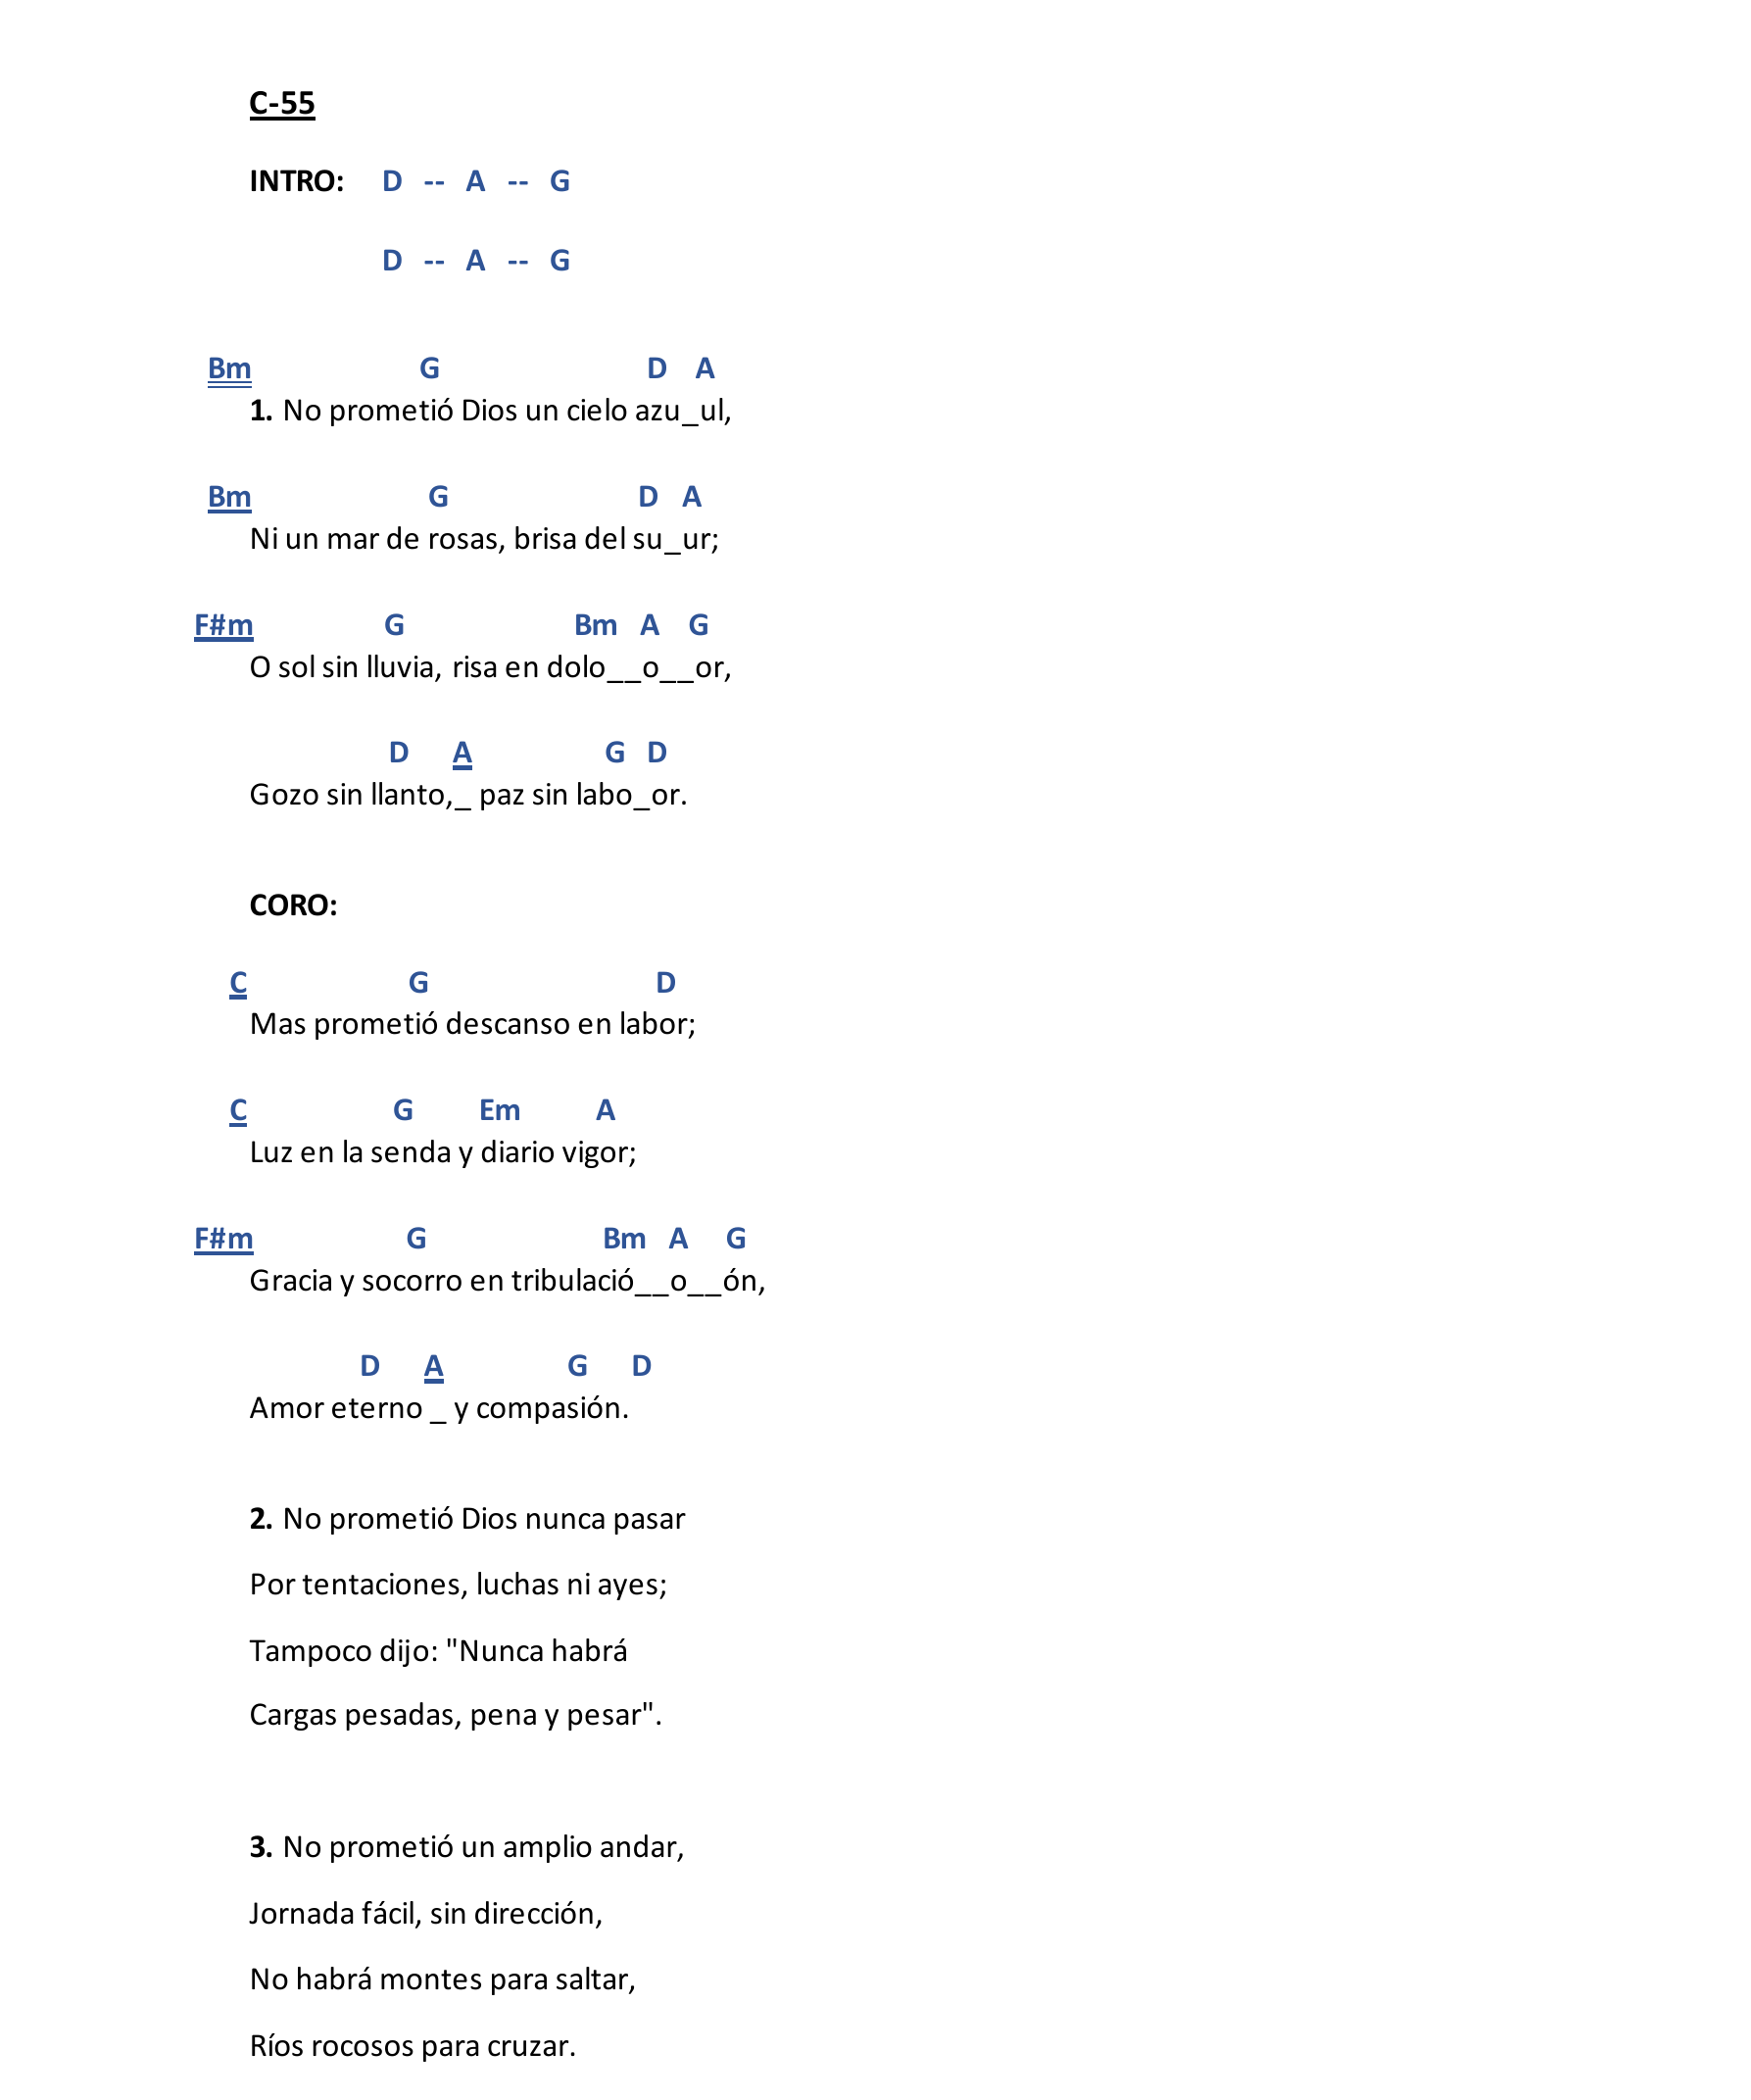 C-55
INTRO: D -- A -- G
D -- A -- G
Bm G D A
1. No prometió Dios un cielo azu_ul,
Bm G D A
Ni un mar de rosas, brisa del su_ur;
F#m G Bm A G
O sol sin lluvia, risa en dolo__o__or,
D A G D
Gozo sin llanto,_ paz sin labo_or.
CORO:
C G D
Mas prometió descanso en labor;
C G Em A
Luz en la senda y diario vigor;
F#m G Bm A G
Gracia y socorro en tribulació__o__ón,
D A G D
Amor eterno _ y compasión.
2. No prometió Dios nunca pasar
Por tentaciones, luchas ni ayes;
Tampoco dijo: "Nunca habrá
Cargas pesadas, pena y pesar".
3. No prometió un amplio andar,
Jornada fácil, sin dirección,
No habrá montes para saltar,
Ríos rocosos para cruzar.